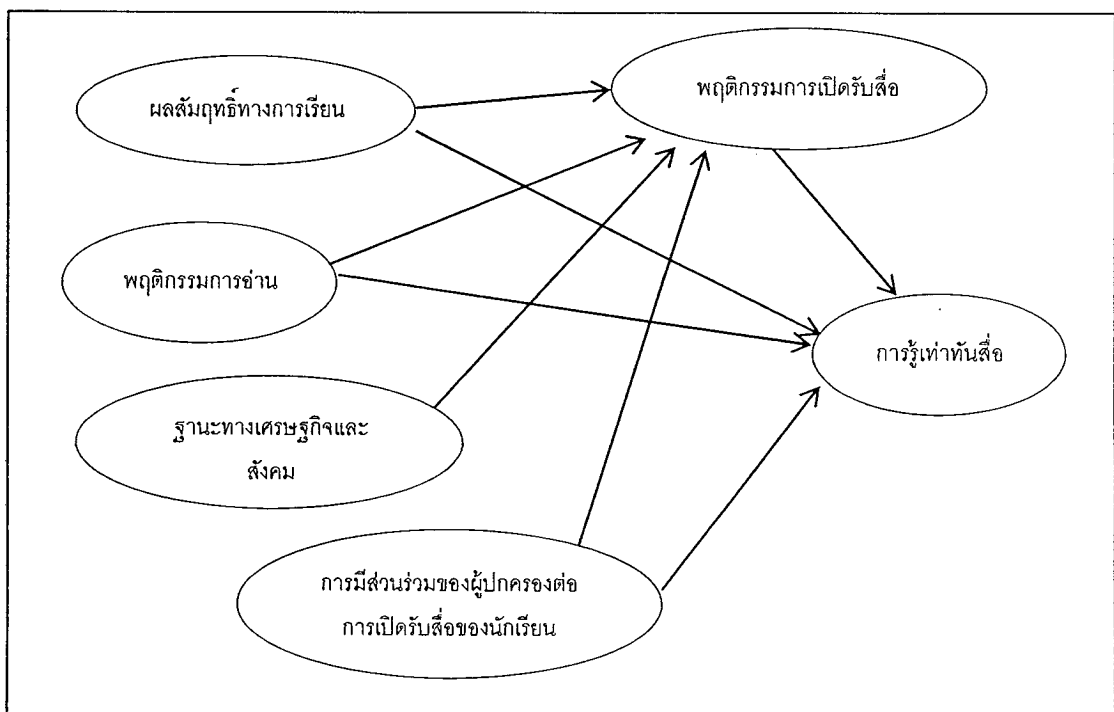 ผลสัมฤทธิ์ทางการเรียน
พฤติกรรมการเปิดรับสื่อ
พฤติกรรมการอ่าน
การรู้เท่าทันสื่อ
ฐานะทางเศรษฐกิจและ
สังคม
การมีส่วนร่วมของผู้ปกครองต่อ
การเปิดรับสื่อของนักเรียน